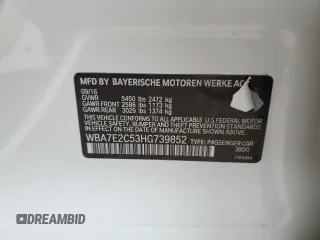 MFD BY BAYERISCHE MOTOREN WERKE AG
09/16
GVWR 5450 lbs 2472 kg
GAWR FRONT 2586 lbs 1173 kg
GAWR REAR 3029 lbs 1374 kg
THIS VEHICLE CONFORMS TO ALL APPLICABLE U.S. FEDERAL MOTOR
VEHICLE SAFETY, BUMPER, AND THEFT PREVENTION STANDARDS
IN EFFECT ON THE DATE OF MANUFACTURE SHOWN ABOVE.
WBA7E2C53HG739852 TYPE: PASSENGER CAR
DREAMBID